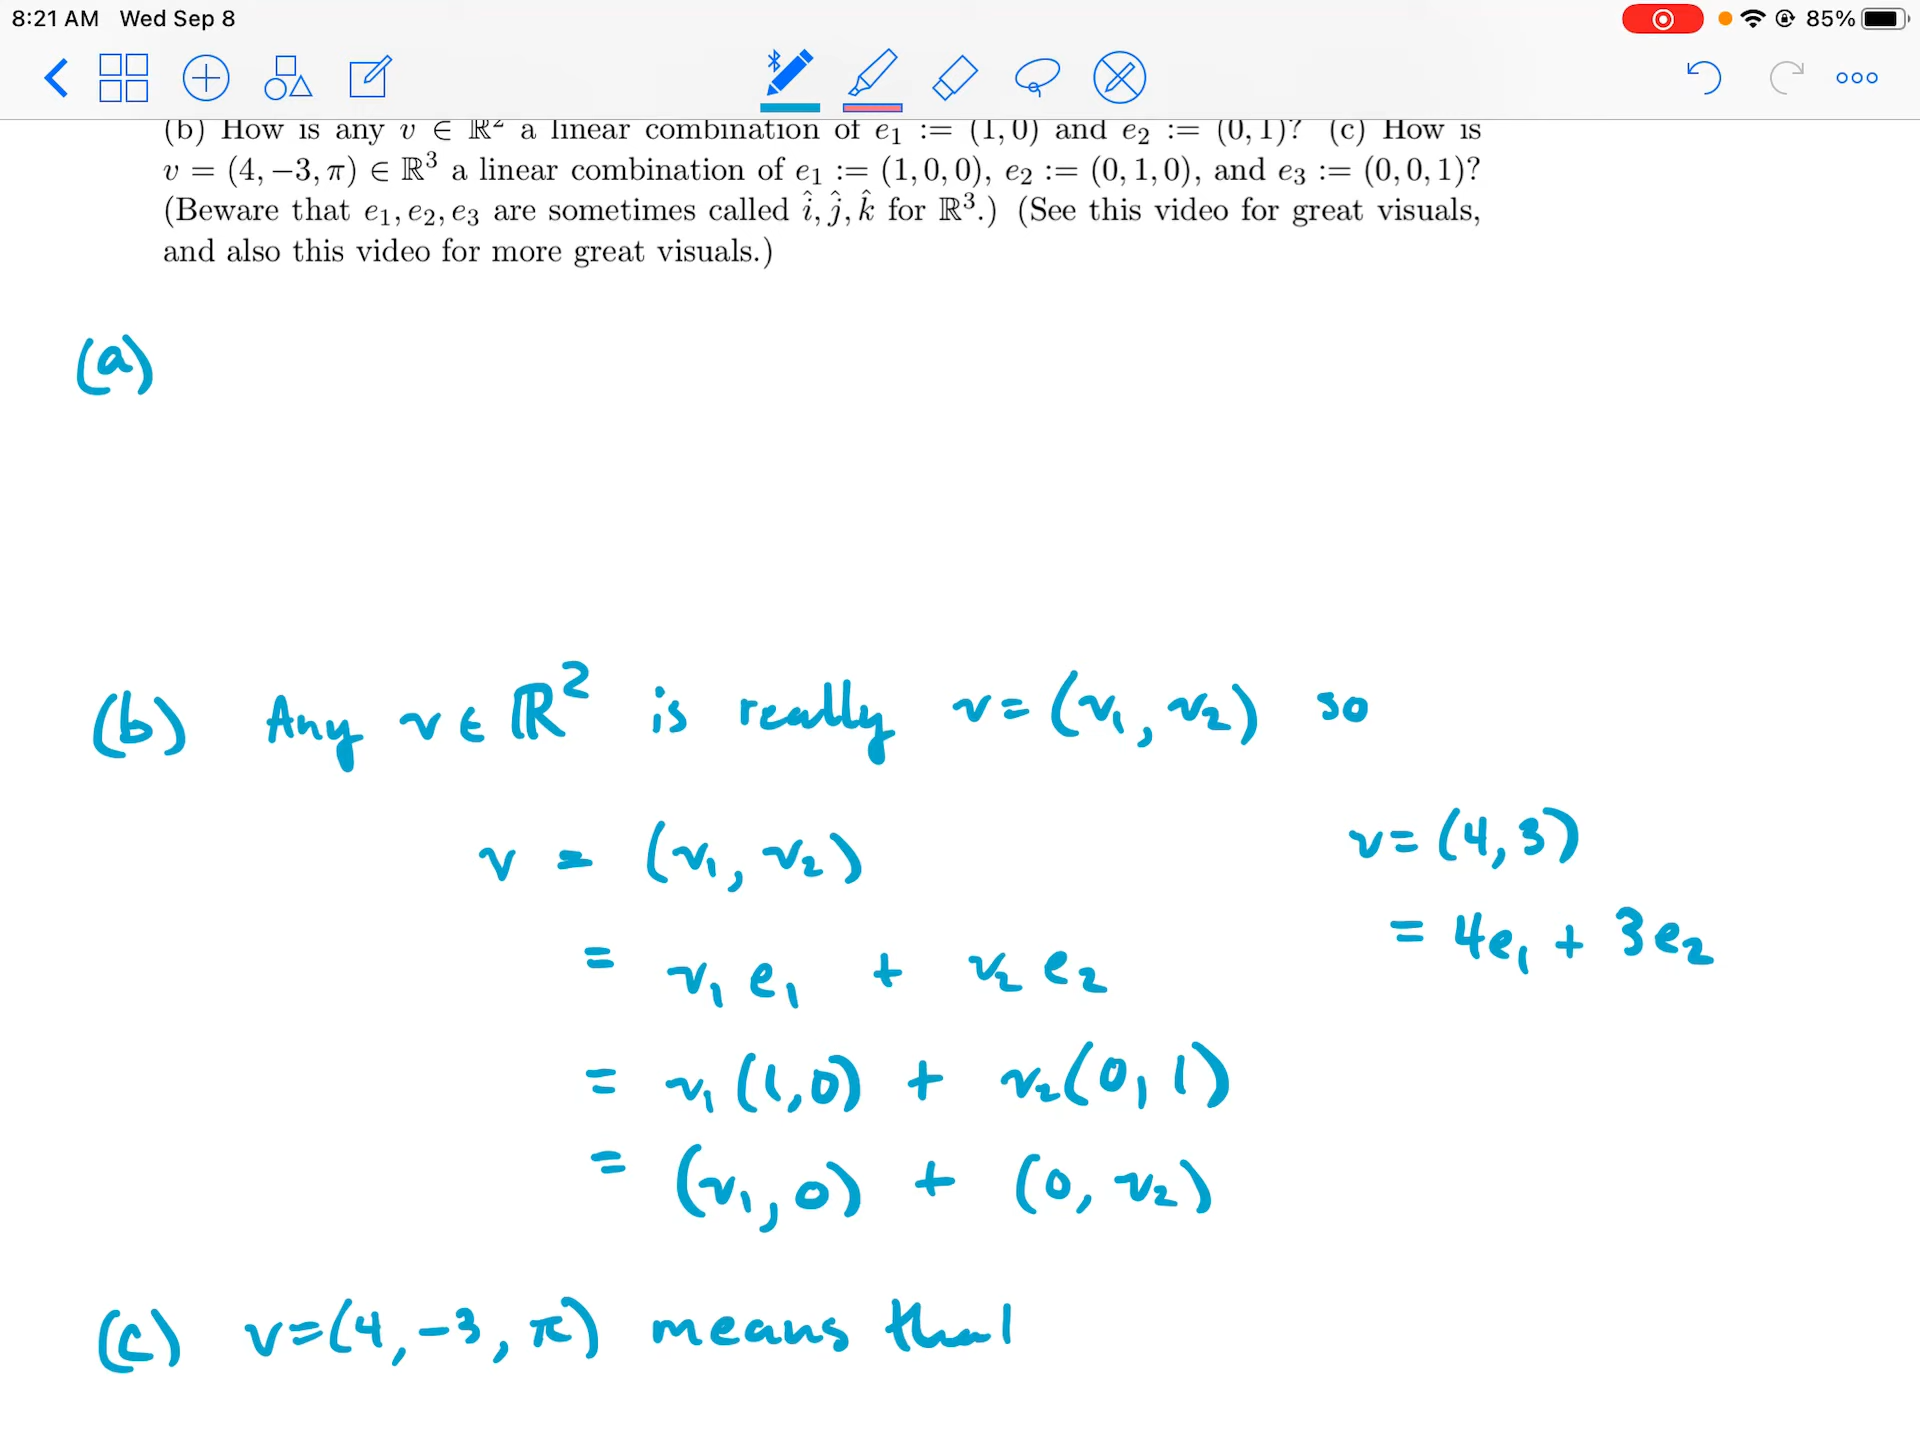 8:21 AM Wed Sep 8 85%
(b) How is any v ∈ ℝ² a linear combination of e₁ := (1, 0) and e₂ := (0, 1)? (c) How is
v = (4, −3, π) ∈ ℝ³ a linear combination of e₁ := (1, 0, 0), e₂ := (0, 1, 0), and e₃ := (0, 0, 1)?
(Beware that e₁, e₂, e₃ are sometimes called î, ĵ, k̂ for ℝ³.) (See this video for great visuals,
and also this video for more great visuals.)
(a)
(b) Any v ∈ ℝ² is really v = (v₁, v₂) so
v = (v₁, v₂)
= v₁ e₁ + v₂ e₂
= v₁ (1, 0) + v₂ (0, 1)
= (v₁, 0) + (0, v₂)
v = (4, 3)
= 4e₁ + 3e₂
(c) v = (4, −3, π) means that